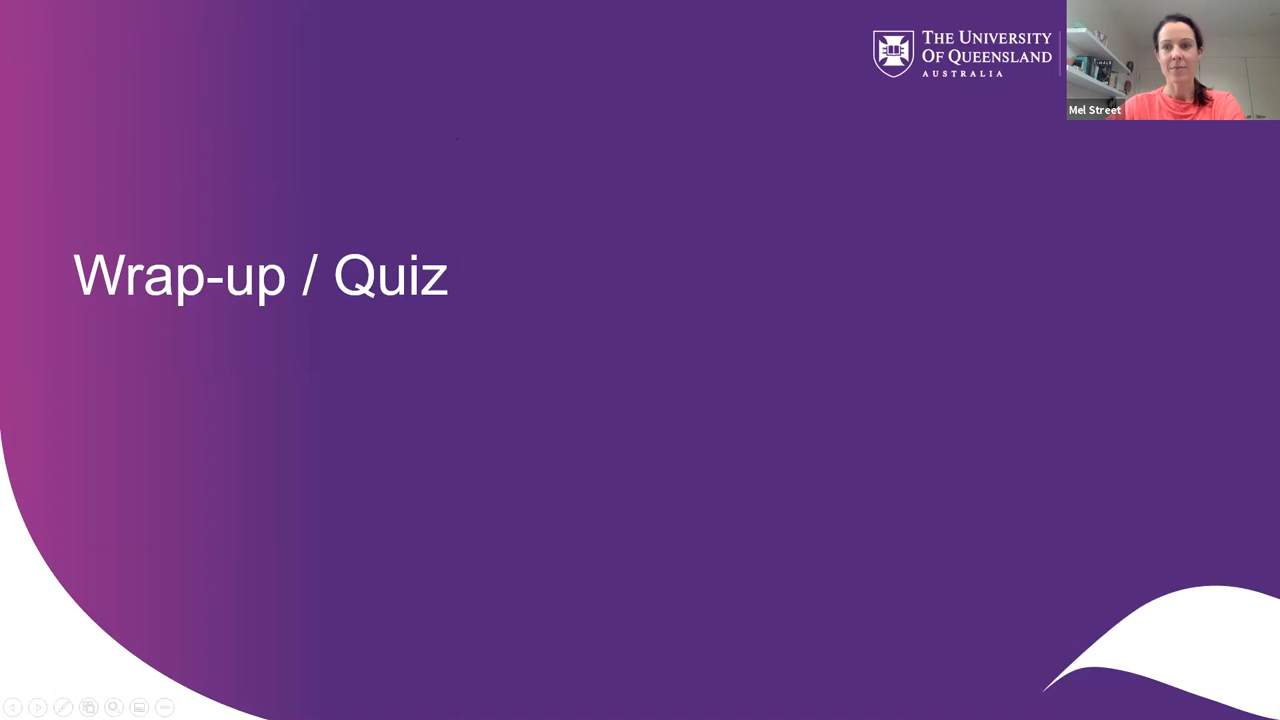 THE UNIVERSITY
OF QUEENSLAND
AUSTRALIA
Mel Street
Wrap-up / Quiz